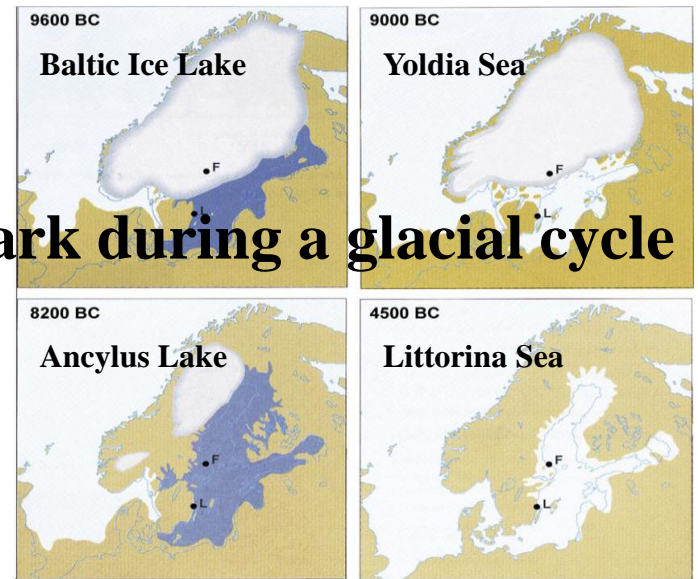 9600 BC
Baltic Ice Lake
F
L
9000 BC
Yoldia Sea
F
L
ark during a glacial cycle
8200 BC
Ancylus Lake
F
L
4500 BC
Littorina Sea
F
L